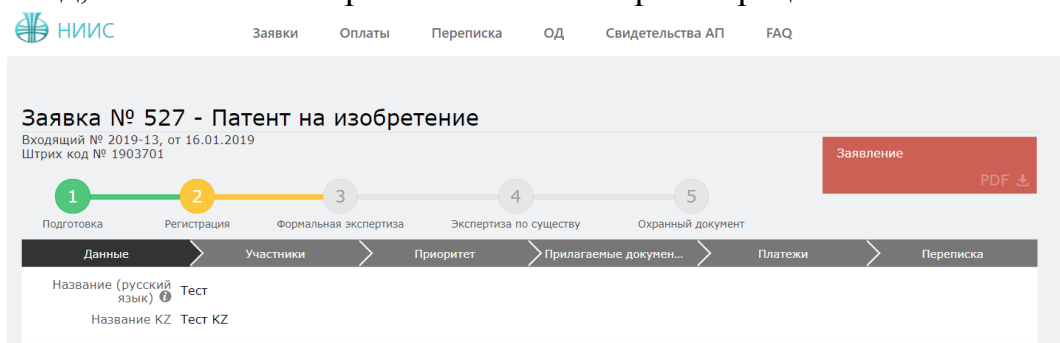 НИИС
Заявки Оплаты Переписка ОД Свидетельства АП FAQ
Заявка № 527 - Патент на изобретение
Входящий № 2019-13, от 16.01.2019
Штрих код № 1903701
Заявление
PDF
1 2 3 4 5
Подготовка Регистрация Формальная экспертиза Экспертиза по существу Охранный документ
Данные Участники Приоритет Прилагаемые докумен... Платежи Переписка
Название (русский
язык) Тест
Название KZ Тест KZ